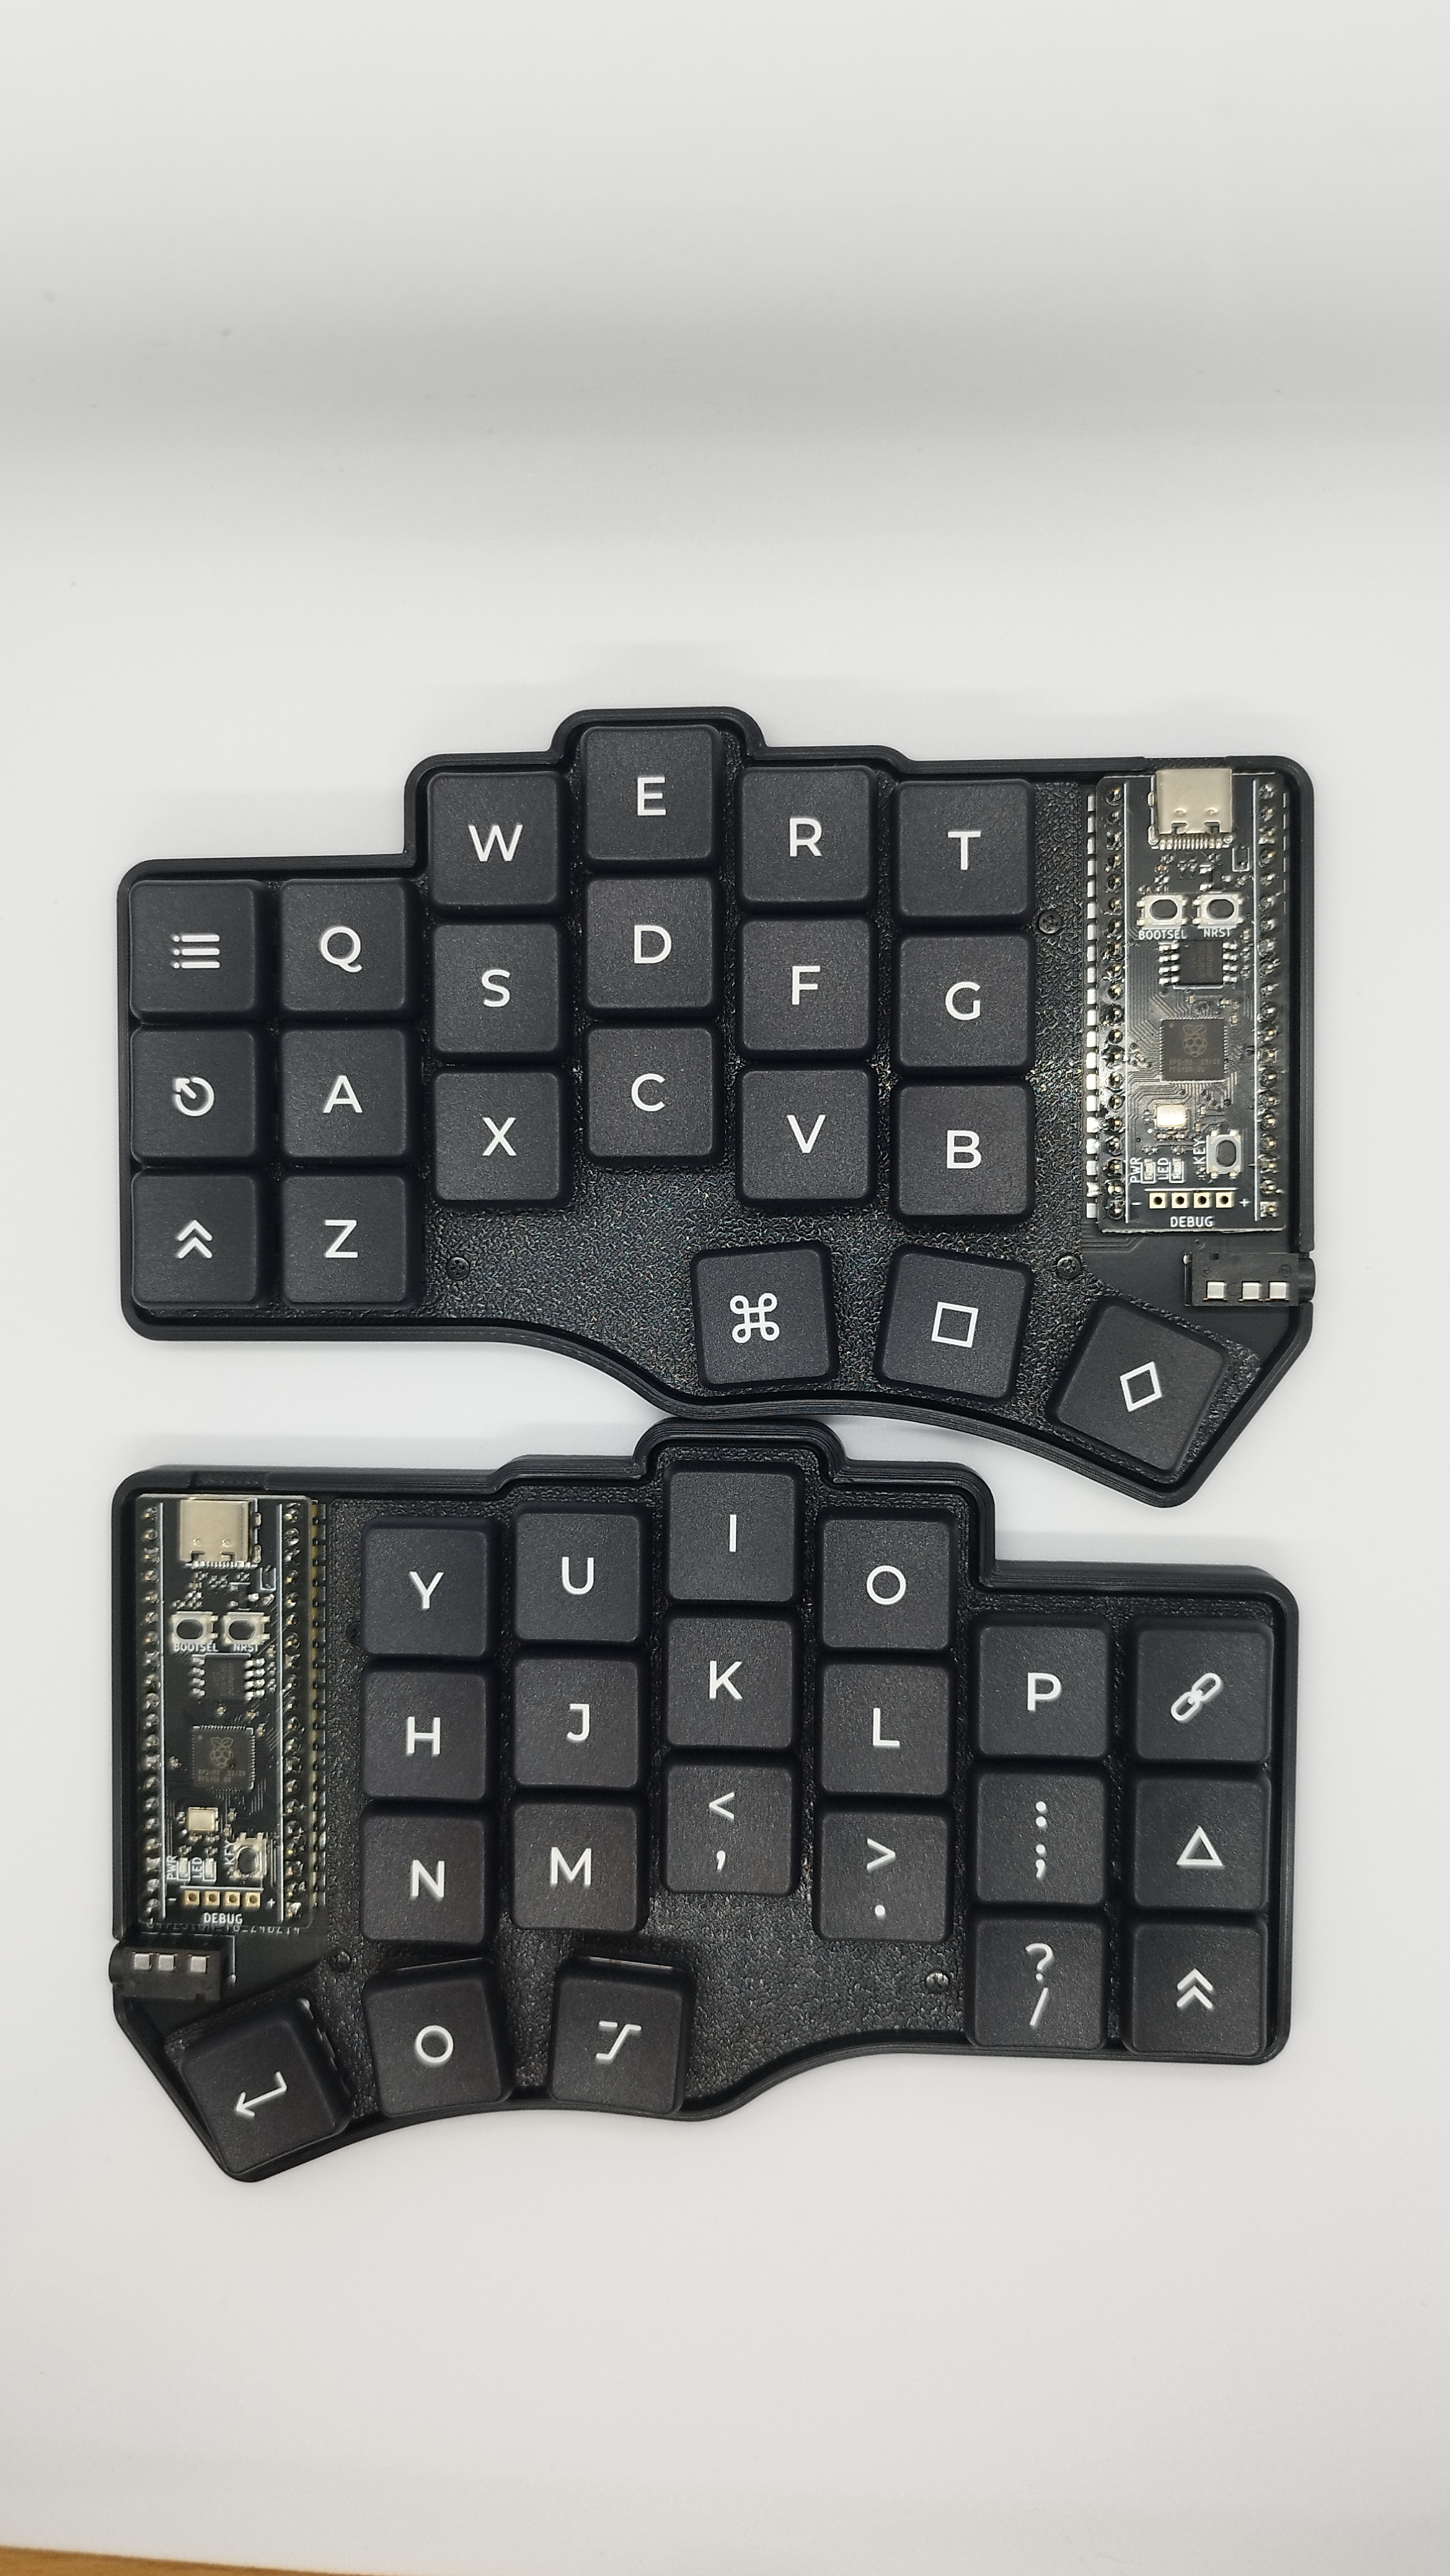 E
W R T
Q
D
S F G
A
C
X V B
Z
BOOTSEL NRST
PWR LED KEY
- +
DEBUG
⌘
I
Y U O
K P
H J L
< ,
N M > .
: ;
? /
BOOTSEL NRST
PWR LED KEY
- +
DEBUG